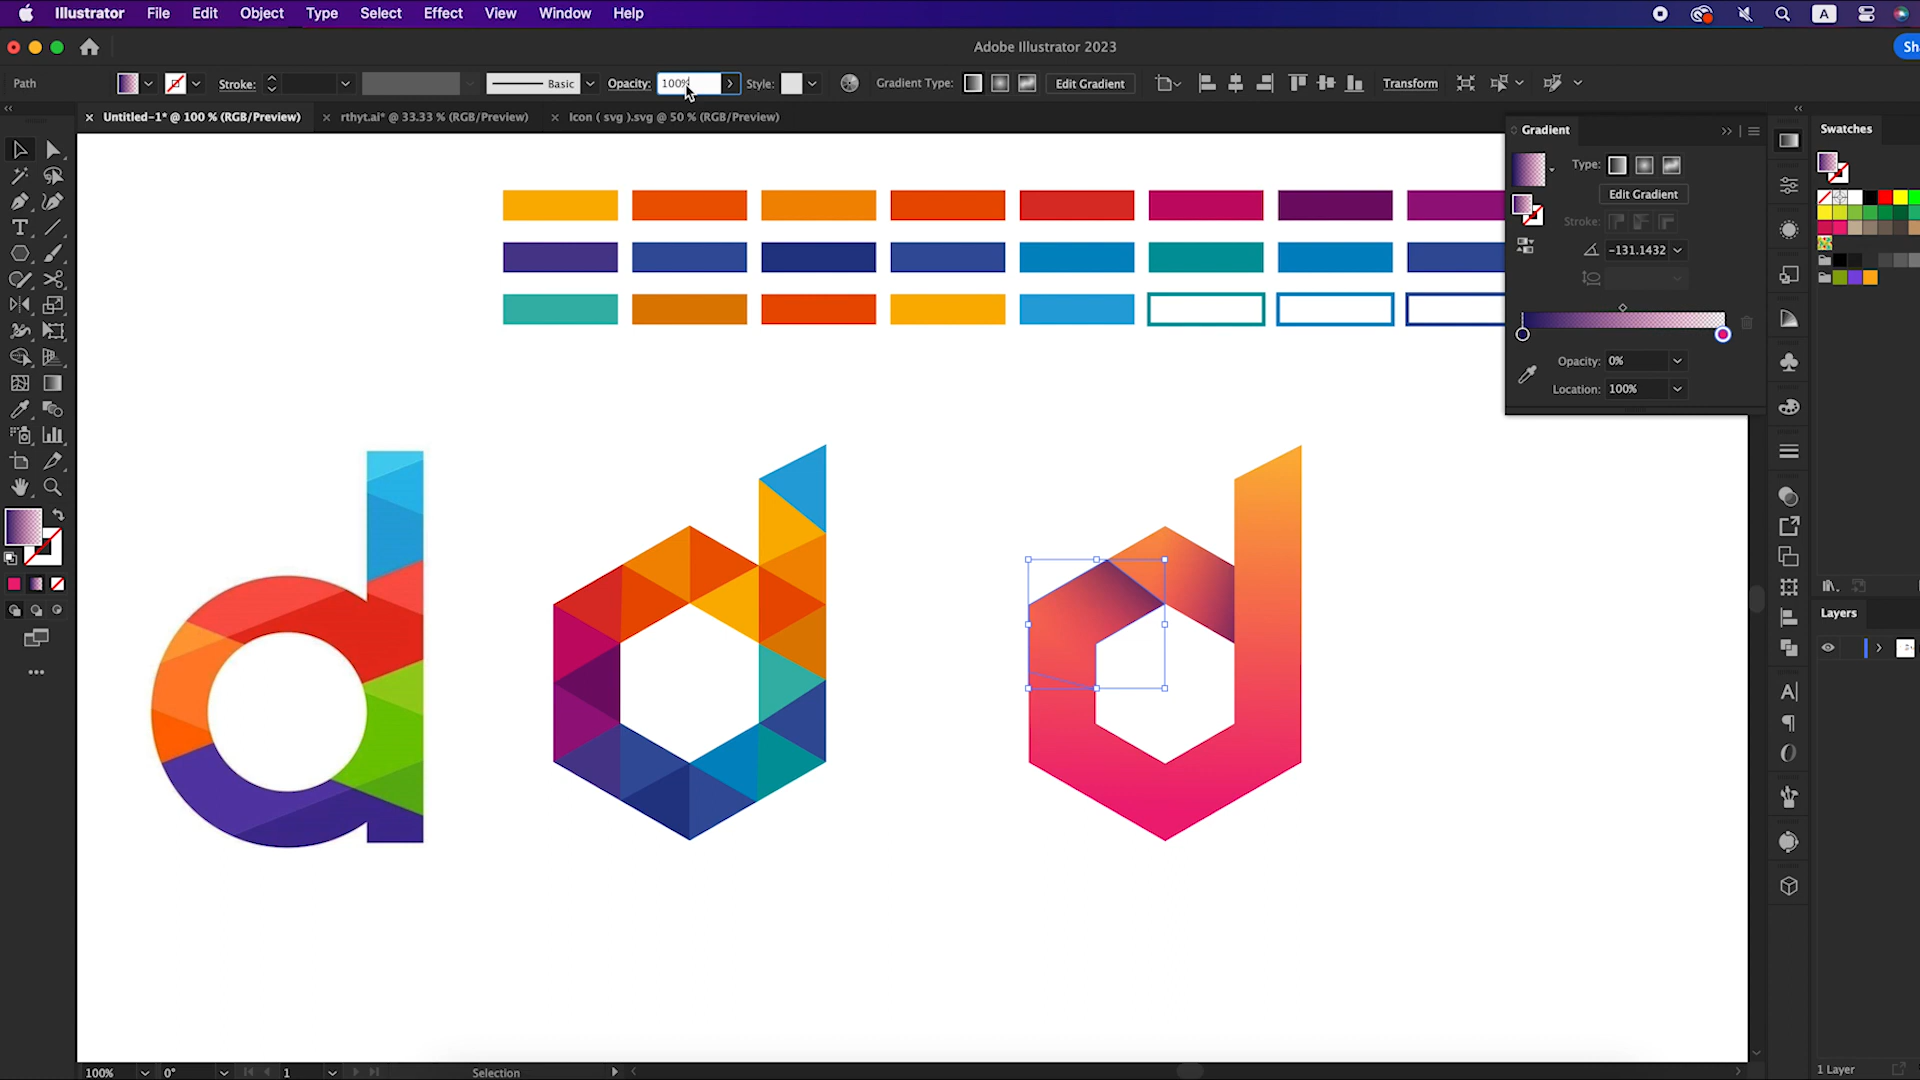 Illustrator File Edit Object Type Select Effect View Window Help A
Adobe Illustrator 2023
Sh
Path Stroke: Basic Opacity: 100% Style: Gradient Type: Edit Gradient Transform
× Untitled-1* @ 100 % (RGB/Preview) × rthyt.ai* @ 33.33 % (RGB/Preview) × Icon ( svg ).svg @ 50 % (RGB/Preview)
Gradient
Type:
Edit Gradient
Stroke:
-131.1432
Opacity: 0%
Location: 100%
Swatches
Layers
1 Layer
100% 0° 1 Selection